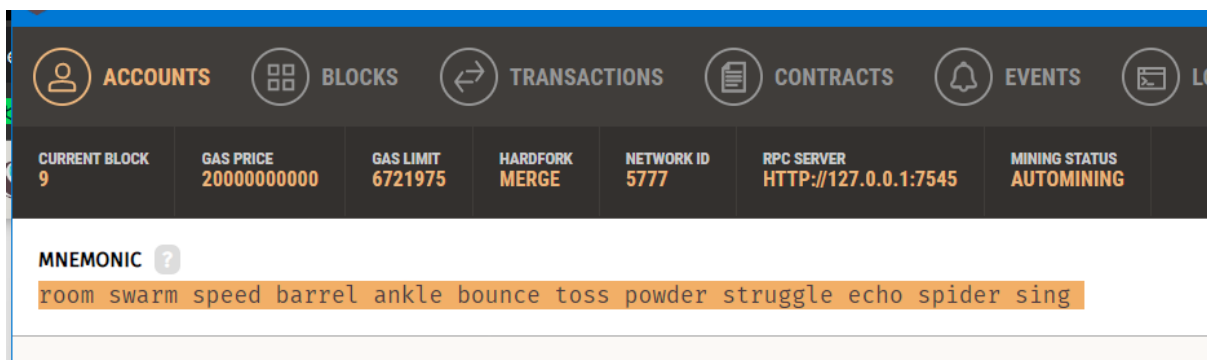 ACCOUNTS BLOCKS TRANSACTIONS CONTRACTS EVENTS
CURRENT BLOCK GAS PRICE GAS LIMIT HARDFORK NETWORK ID RPC SERVER MINING STATUS
9 20000000000 6721975 MERGE 5777 HTTP://127.0.0.1:7545 AUTOMINING
MNEMONIC ?
room swarm speed barrel ankle bounce toss powder struggle echo spider sing